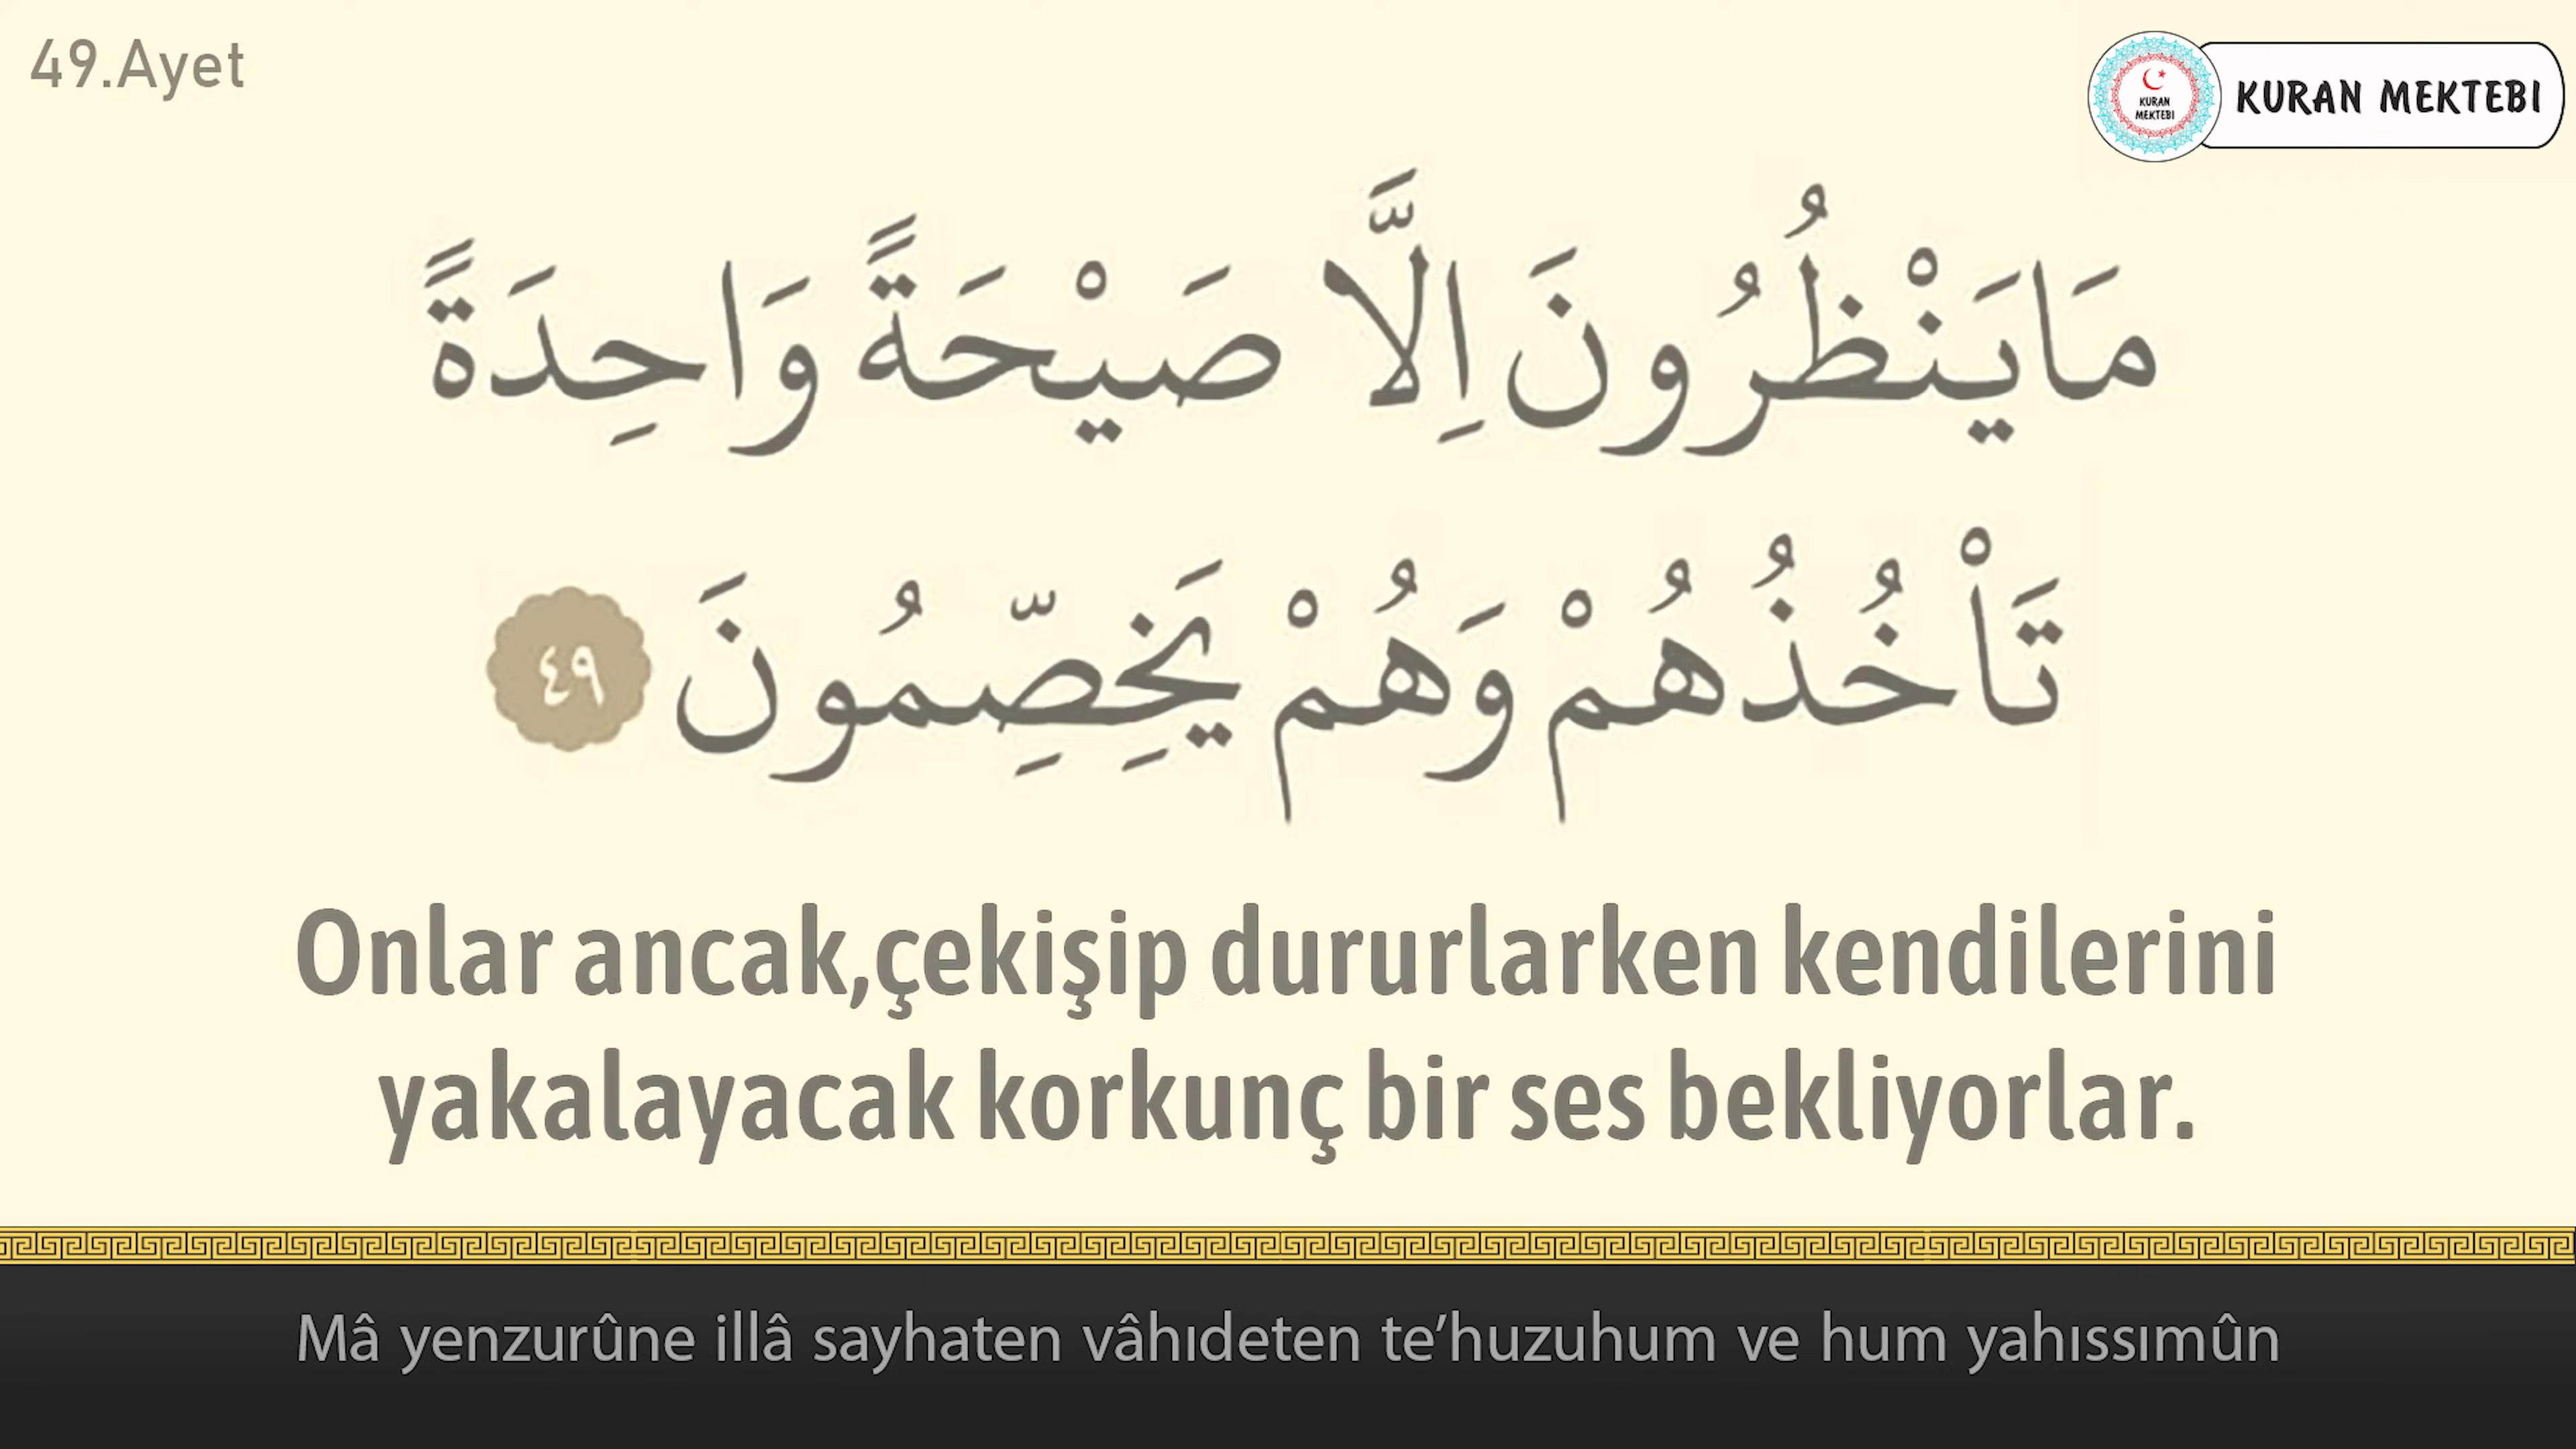 49.Ayet
KURAN
MEKTEBI
KURAN MEKTEBI
مَايَنْظُرُونَ اِلَّا صَيْحَةً وَاحِدَةً
تَاْخُذُهُمْ وَهُمْ يَخِصِّمُونَ ٤٩
Onlar ancak,çekişip dururlarken kendilerini
yakalayacak korkunç bir ses bekliyorlar.
Mâ yenzurûne illâ sayhaten vâhıdeten te’huzuhum ve hum yahıssımûn